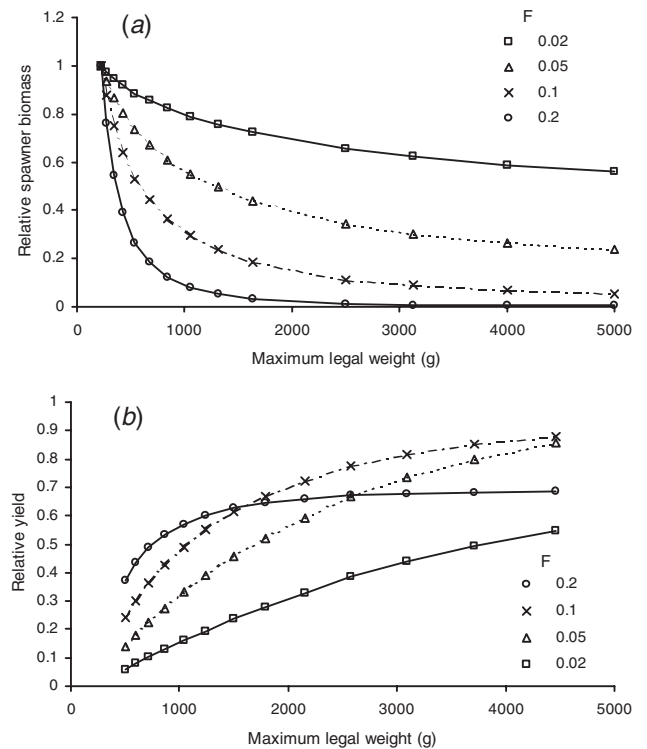 (a)
F
0.02
0.05
0.1
0.2
1.2
1
0.8
0.6
0.4
0.2
0
Relative spawner biomass
0 1000 2000 3000 4000 5000
Maximum legal weight (g)
(b)
1
0.9
0.8
0.7
0.6
0.5
0.4
0.3
0.2
0.1
0
Relative yield
F
0.2
0.1
0.05
0.02
0 1000 2000 3000 4000 5000
Maximum legal weight (g)